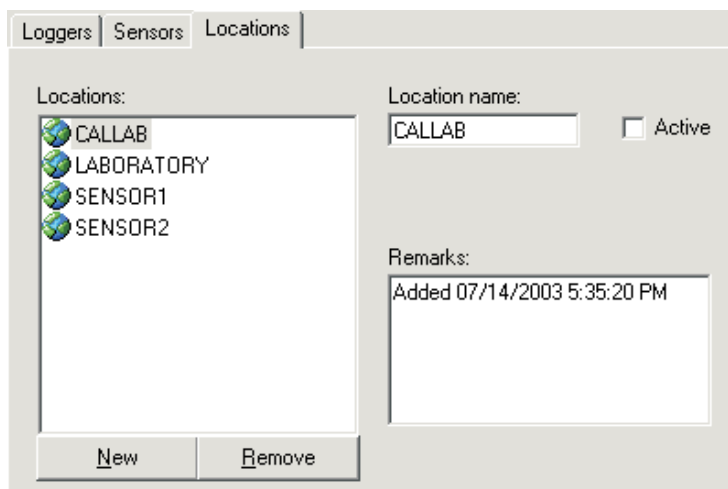 Loggers Sensors Locations
Locations:
CALLAB
LABORATORY
SENSOR1
SENSOR2
New Remove
Location name:
CALLAB Active
Remarks:
Added 07/14/2003 5:35:20 PM